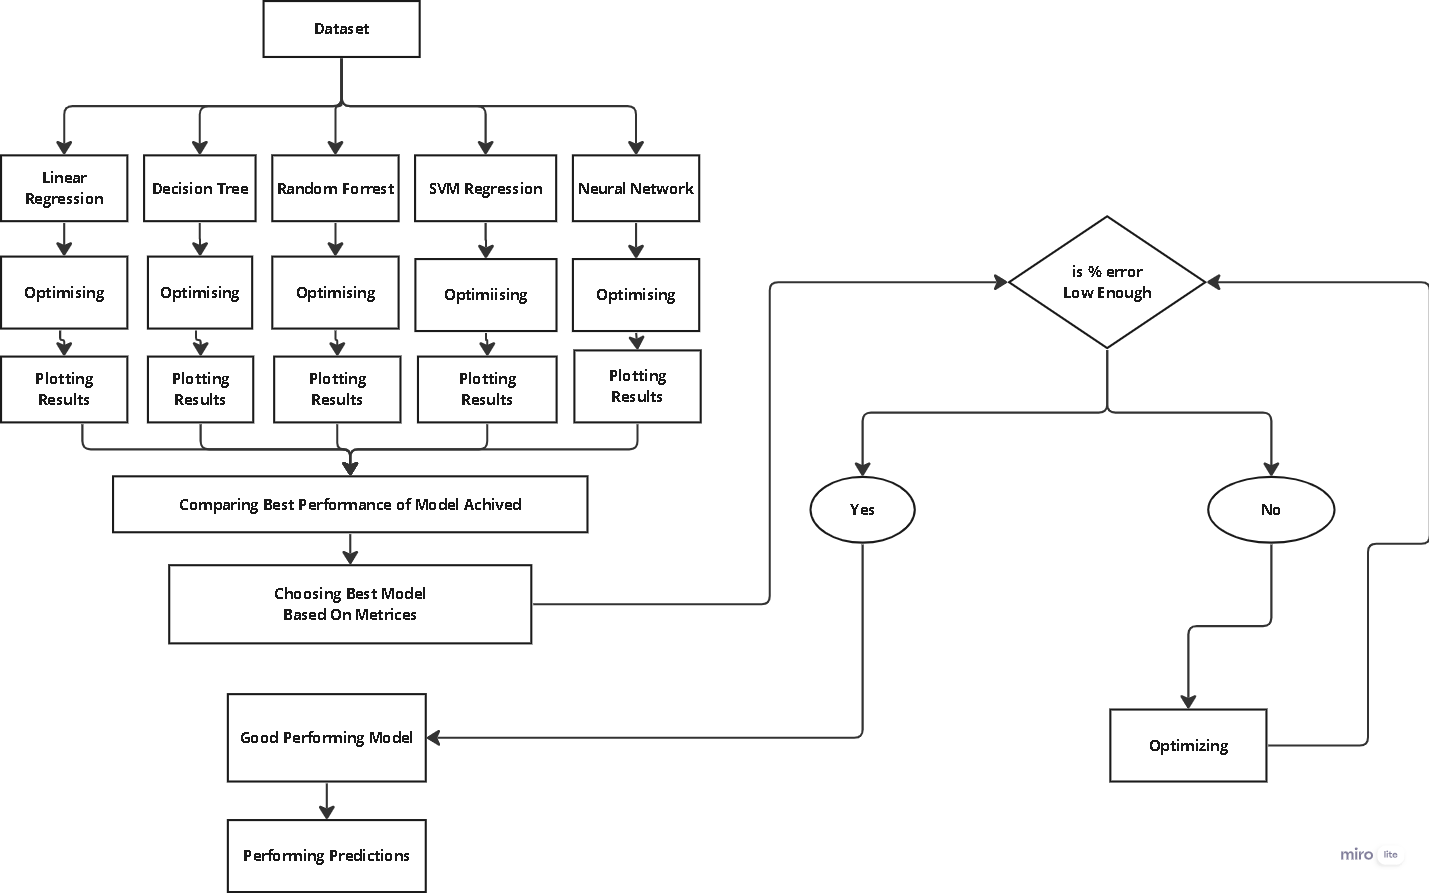 Dataset
Linear
Regression
Decision Tree
Random Forrest
SVM Regression
Neural Network
Optimising
Optimising
Optimising
Optimiising
Optimising
Plotting
Results
Plotting
Results
Plotting
Results
Plotting
Results
Plotting
Results
Comparing Best Performance of Model Achived
Choosing Best Model
Based On Metrices
is % error
Low Enough
Yes
No
Optimizing
Good Performing Model
Performing Predictions
miro lite